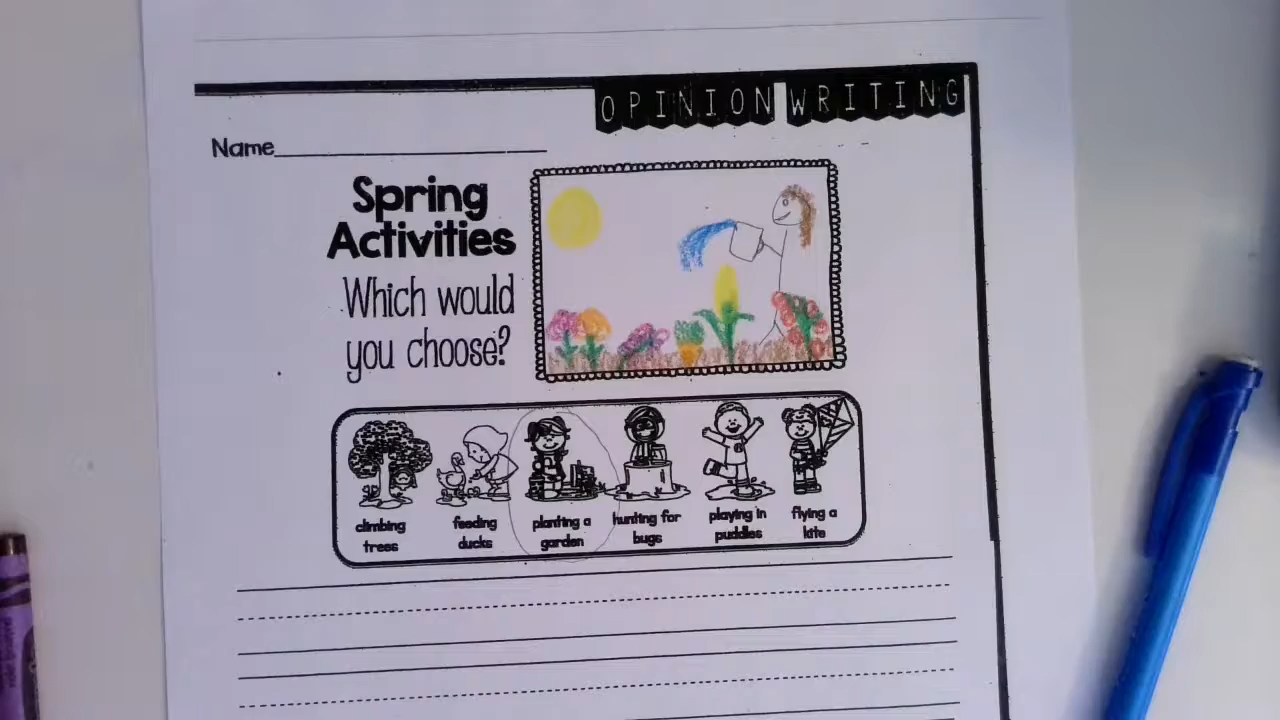 OPINION WRITING
Name
Spring
Activities
Which would
you choose?
climbing
trees
feeding
ducks
planting a
garden
hunting for
bugs
playing in
puddles
flying a
kite